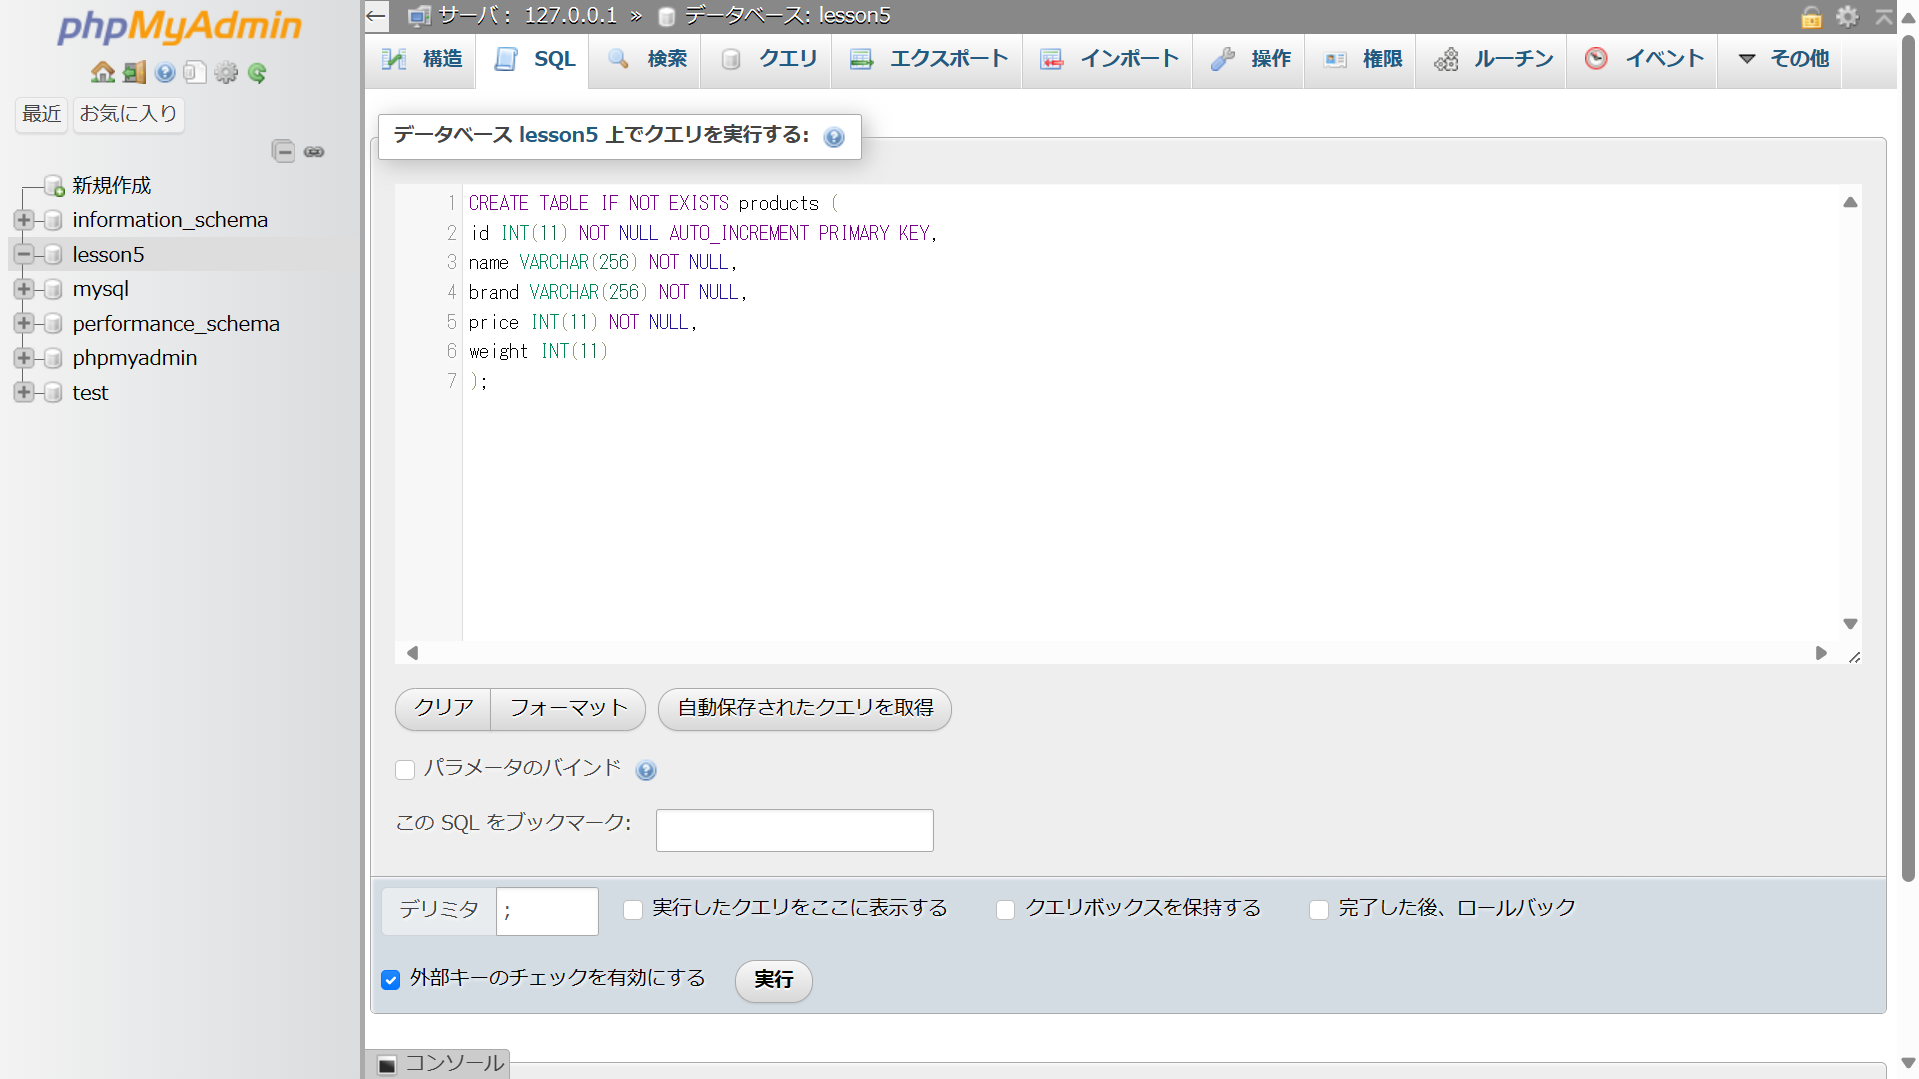 phpMyAdmin
最近 お気に入り
新規作成
information_schema
lesson5
mysql
performance_schema
phpmyadmin
test
サーバ: 127.0.0.1 » データベース: lesson5
構造 SQL 検索 クエリ エクスポート インポート 操作 権限 ルーチン イベント その他
データベース lesson5 上でクエリを実行する:
1 CREATE TABLE IF NOT EXISTS products (
2 id INT(11) NOT NULL AUTO_INCREMENT PRIMARY KEY,
3 name VARCHAR(256) NOT NULL,
4 brand VARCHAR(256) NOT NULL,
5 price INT(11) NOT NULL,
6 weight INT(11)
7 );
クリア フォーマット 自動保存されたクエリを取得
パラメータのバインド
この SQL をブックマーク:
デリミタ ; 実行したクエリをここに表示する クエリボックスを保持する 完了した後、ロールバック
外部キーのチェックを有効にする 実行
コンソール